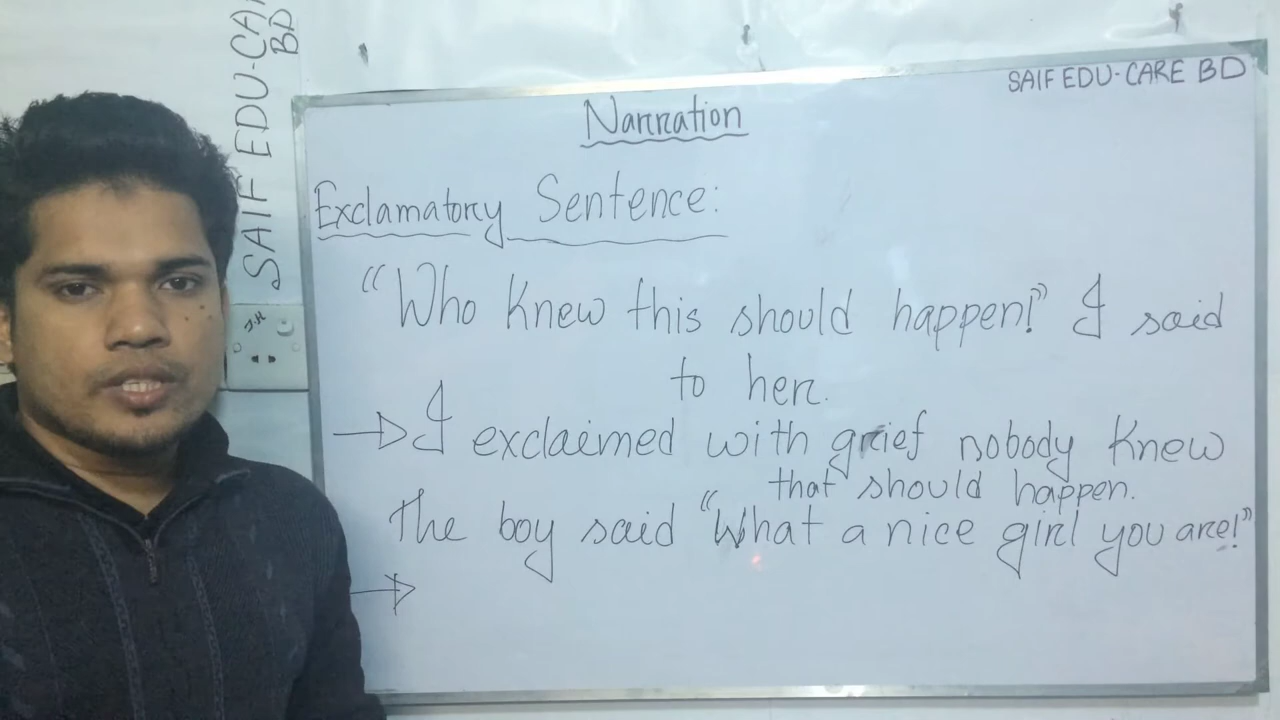 SAIF EDU-CARE BD
SAIF EDU-CAR
BD
J.H
Narration
Exclamatory Sentence:
“Who knew this should happen!” I said
to her.
I exclaimed with grief nobody knew
that should happen.
The boy said “What a nice girl you are!”